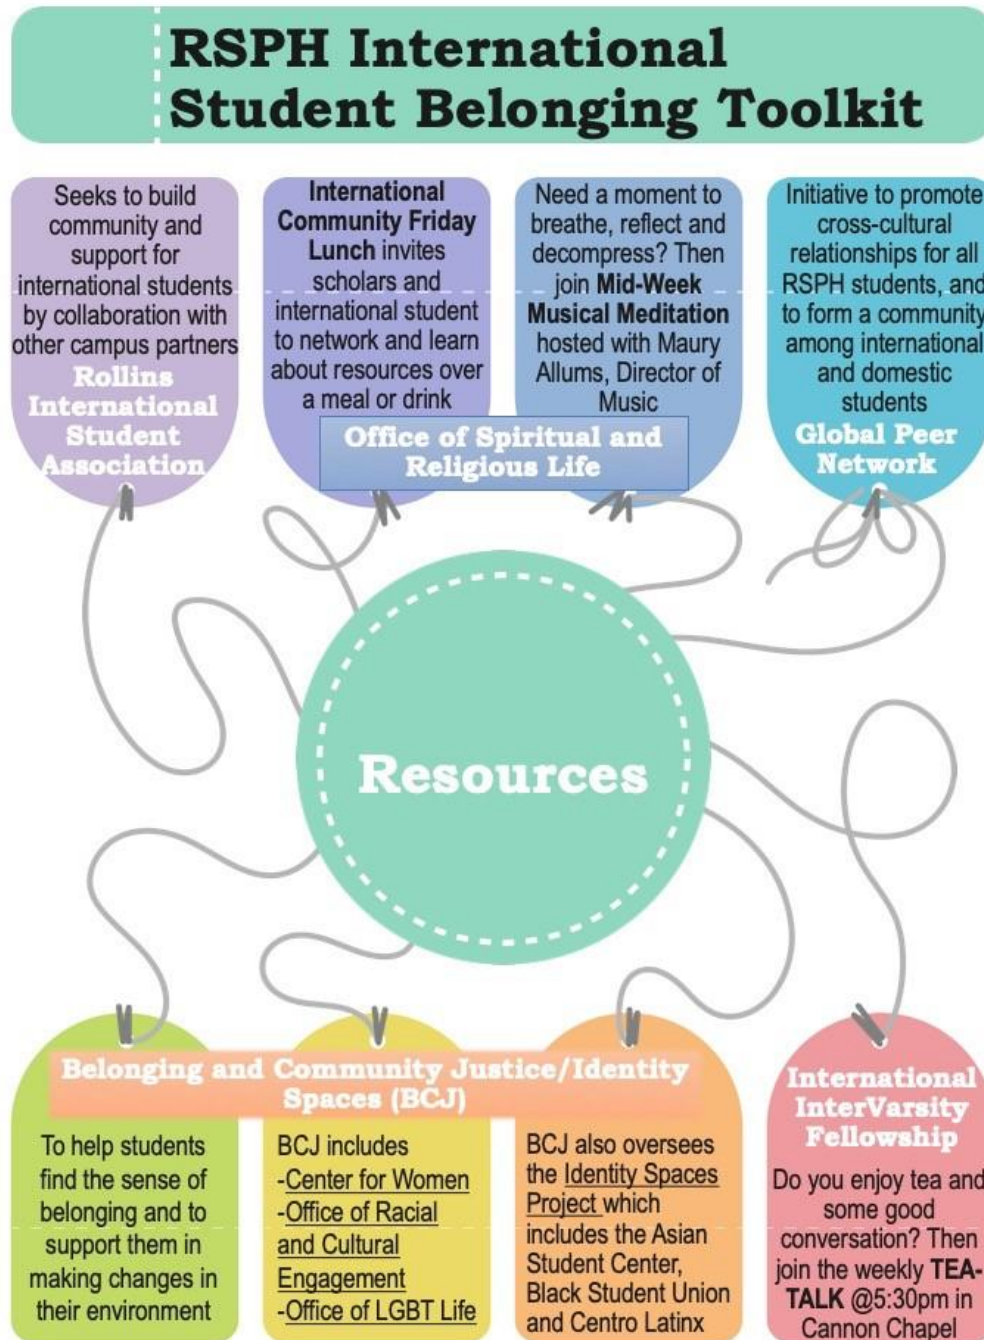 RSPH International
Student Belonging Toolkit
Seeks to build
community and
support for
international students
by collaboration with
other campus partners
Rollins
International
Student
Association
International
Community Friday
Lunch invites
scholars and
international student
to network and learn
about resources over
a meal or drink
Need a moment to
breathe, reflect and
decompress? Then
join Mid-Week
Musical Meditation
hosted with Maury
Allums, Director of
Music
Office of Spiritual and
Religious Life
Initiative to promote
cross-cultural
relationships for all
RSPH students, and
to form a community
among international
and domestic
students
Global Peer
Network
Resources
Belonging and Community Justice/Identity
Spaces (BCJ)
To help students
find the sense of
belonging and to
support them in
making changes in
their environment
BCJ includes
-Center for Women
-Office of Racial
and Cultural
Engagement
-Office of LGBT Life
BCJ also oversees
the Identity Spaces
Project which
includes the Asian
Student Center,
Black Student Union
and Centro Latinx
International
InterVarsity
Fellowship
Do you enjoy tea and
some good
conversation? Then
join the weekly TEA-
TALK @5:30pm in
Cannon Chapel